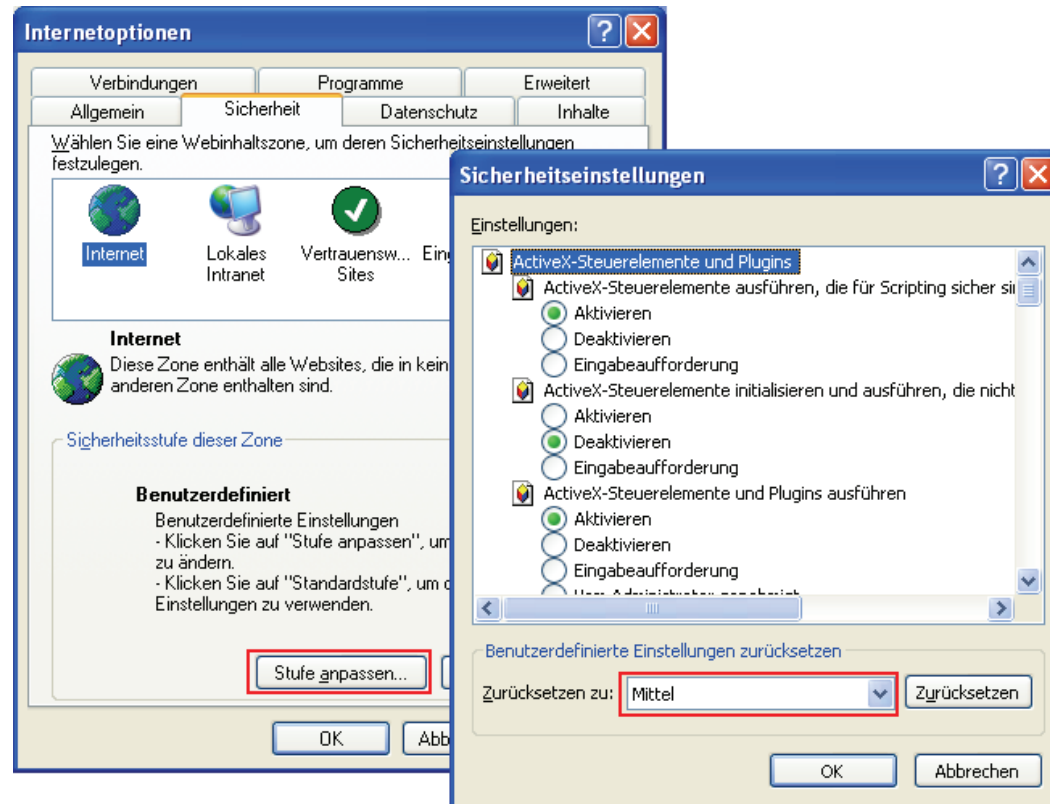 Internetoptionen
Verbindungen Programme Erweitert
Allgemein Sicherheit Datenschutz Inhalte
Wählen Sie eine Webinhaltszone, um deren Sicherheitseinstellungen
festzulegen.
Internet Lokales Vertrauensw...
Intranet Sites
Internet
Diese Zone enthält alle Websites, die in
anderen Zone enthalten sind.
Sicherheitsstufe dieser Zone
Benutzerdefiniert
Benutzerdefinierte Einstellungen
- Klicken Sie auf "Stufe anpassen", um
zu ändern.
- Klicken Sie auf "Standardstufe", um
Einstellungen zu verwenden.
Stufe anpassen...
OK
Sicherheitseinstellungen
Einstellungen:
ActiveX-Steuerelemente und Plugins
ActiveX-Steuerelemente ausführen, die für Scripting sicher
Aktivieren
Deaktivieren
Eingabeaufforderung
ActiveX-Steuerelemente initialisieren und ausführen, die nicht
Aktivieren
Deaktivieren
Eingabeaufforderung
ActiveX-Steuerelemente und Plugins ausführen
Aktivieren
Deaktivieren
Eingabeaufforderung
Benutzerdefinierte Einstellungen zurücksetzen
Zurücksetzen zu: Mittel Zurücksetzen
OK Abbrechen